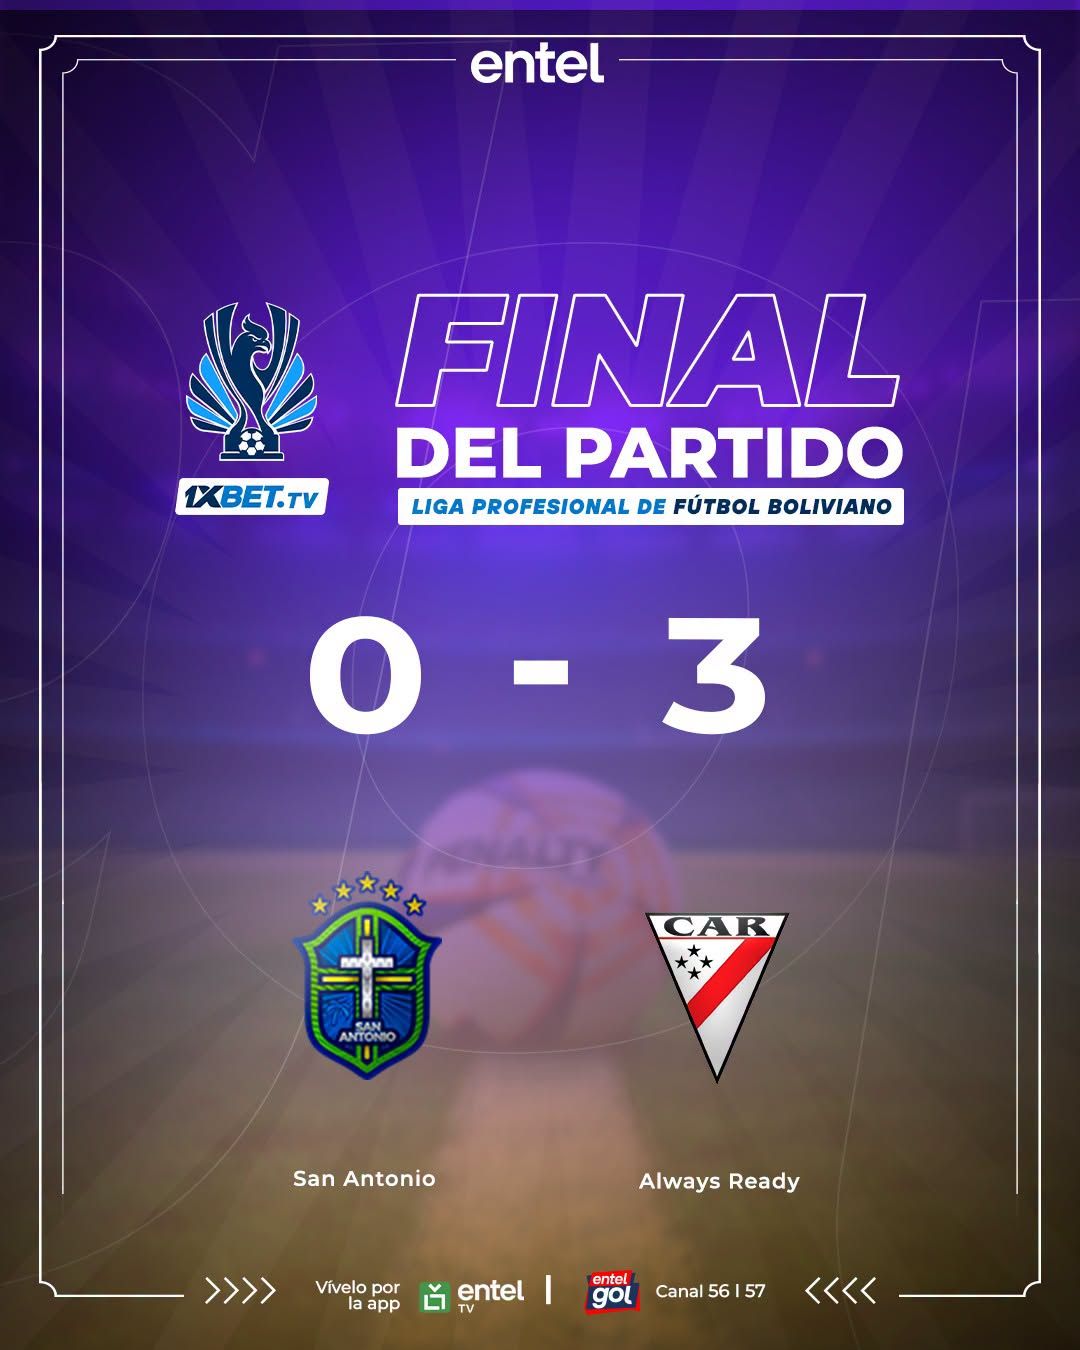 entel
FINAL
DEL PARTIDO
1XBET.TV
LIGA PROFESIONAL DE FÚTBOL BOLIVIANO
0 - 3
PENALTY
CAR
SAN
ANTONIO
San Antonio
Always Ready
Vívelo por
la app
entel
TV
entel
gol
Canal 56 | 57